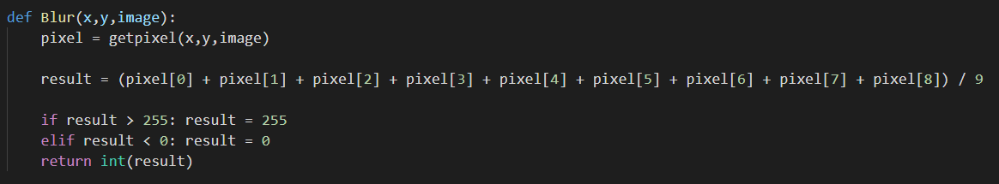 def Blur(x,y,image):
    pixel = getpixel(x,y,image)
    result = (pixel[0] + pixel[1] + pixel[2] + pixel[3] + pixel[4] + pixel[5] + pixel[6] + pixel[7] + pixel[8]) / 9
    if result > 255: result = 255
    elif result < 0: result = 0
    return int(result)